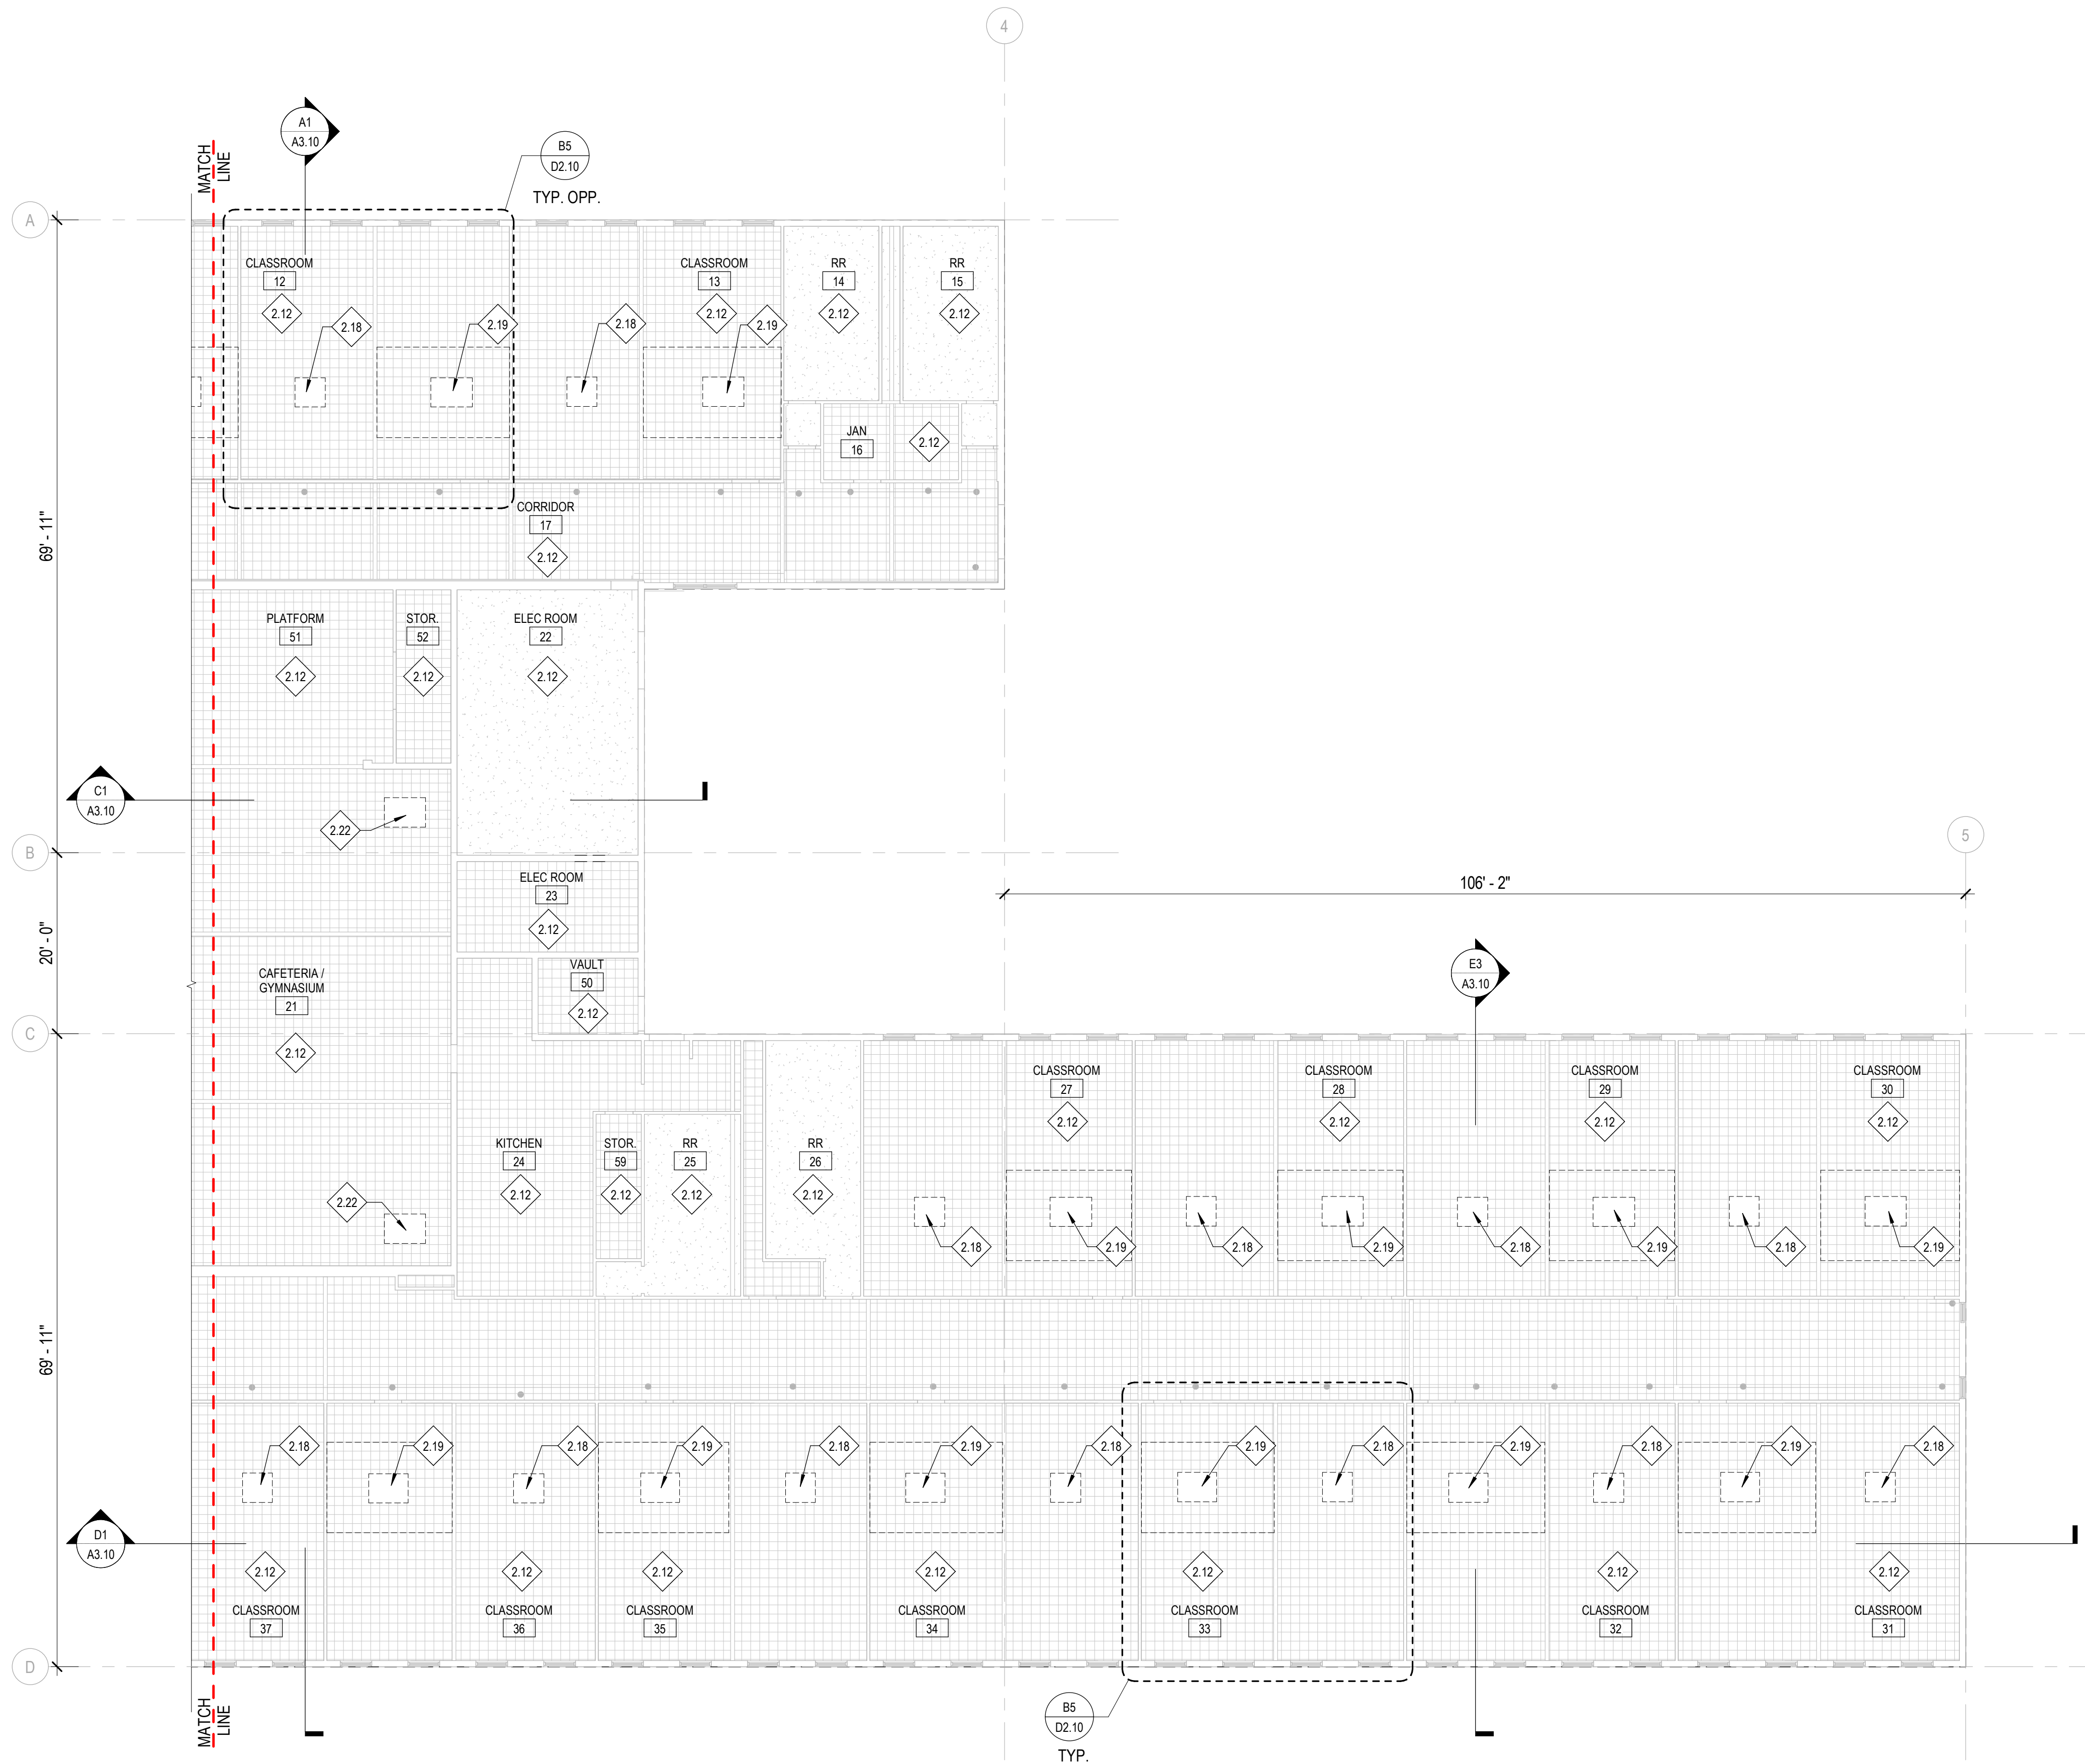 4
A1
A3.10
MATCH
LINE
B5
D2.10
TYP. OPP.
A
CLASSROOM
12
2.12
2.18
2.19
2.18
CLASSROOM
13
2.12
2.19
RR
14
2.12
RR
15
2.12
JAN
16
2.12
69' - 11"
CORRIDOR
17
2.12
PLATFORM
51
2.12
STOR.
52
2.12
ELEC ROOM
22
2.12
C1
A3.10
2.22
B
5
ELEC ROOM
23
2.12
106' - 2"
20' - 0"
VAULT
50
2.12
CAFETERIA /
GYMNASIUM
21
2.12
E3
A3.10
C
CLASSROOM
27
2.12
CLASSROOM
28
2.12
CLASSROOM
29
2.12
CLASSROOM
30
2.12
KITCHEN
24
2.12
STOR.
59
2.12
RR
25
2.12
RR
26
2.12
2.22
2.18
2.19
2.18
2.19
2.18
2.19
2.18
2.19
69' - 11"
2.18
2.19
2.18
2.19
2.18
2.19
2.18
2.19
2.18
2.19
2.18
2.19
2.18
D1
A3.10
2.12
CLASSROOM
37
2.12
CLASSROOM
36
2.12
CLASSROOM
35
2.12
CLASSROOM
34
2.12
CLASSROOM
33
2.12
CLASSROOM
32
2.12
CLASSROOM
31
D
MATCH
LINE
B5
D2.10
TYP.